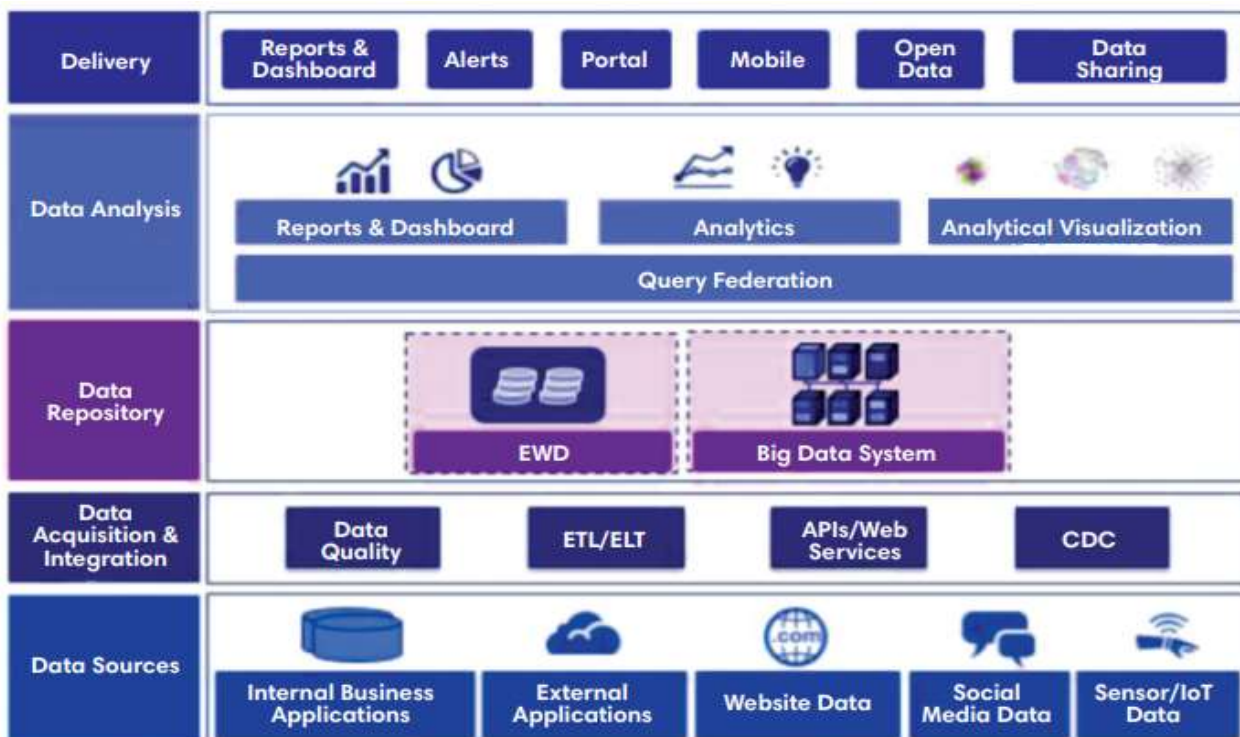 Delivery
Reports &
Dashboard
Alerts
Portal
Mobile
Open
Data
Data
Sharing
Data Analysis
Reports & Dashboard
Analytics
Analytical Visualization
Query Federation
Data
Repository
EWD
Big Data System
Data
Acquisition &
Integration
Data
Quality
ETL/ELT
APIs/Web
Services
CDC
Data Sources
.com
Internal Business
Applications
External
Applications
Website Data
Social
Media Data
Sensor/IoT
Data